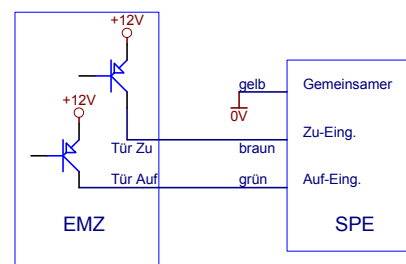 +12V
+12V
gelb
Gemeinsamer
0V
Zu-Eing.
Tür Zu
braun
Tür Auf
grün
Auf-Eing.
EMZ
SPE